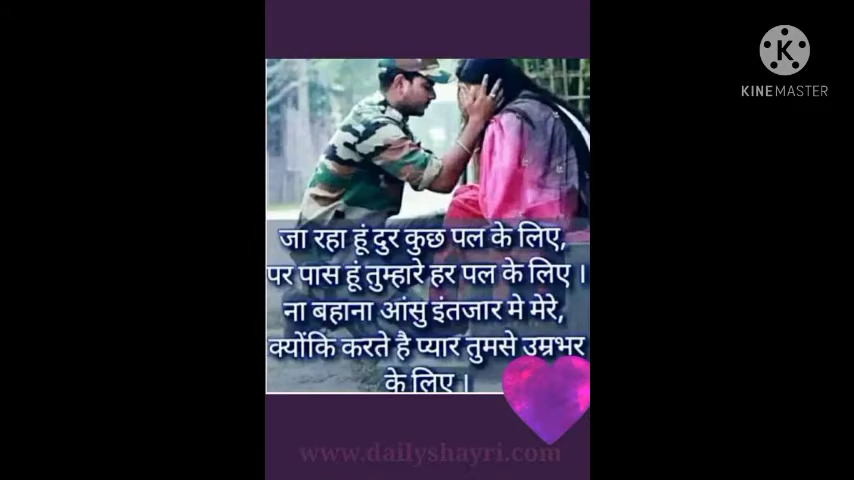 K
KINEMASTER
जा रहा हूं दुर कुछ पल के लिए,
पर पास हूं तुम्हारे हर पल के लिए ।
ना बहाना आंसु इंतजार मे मेरे,
क्योंकि करते है प्यार तुमसे उम्रभर
के लिए ।
www.dailyshayri.com